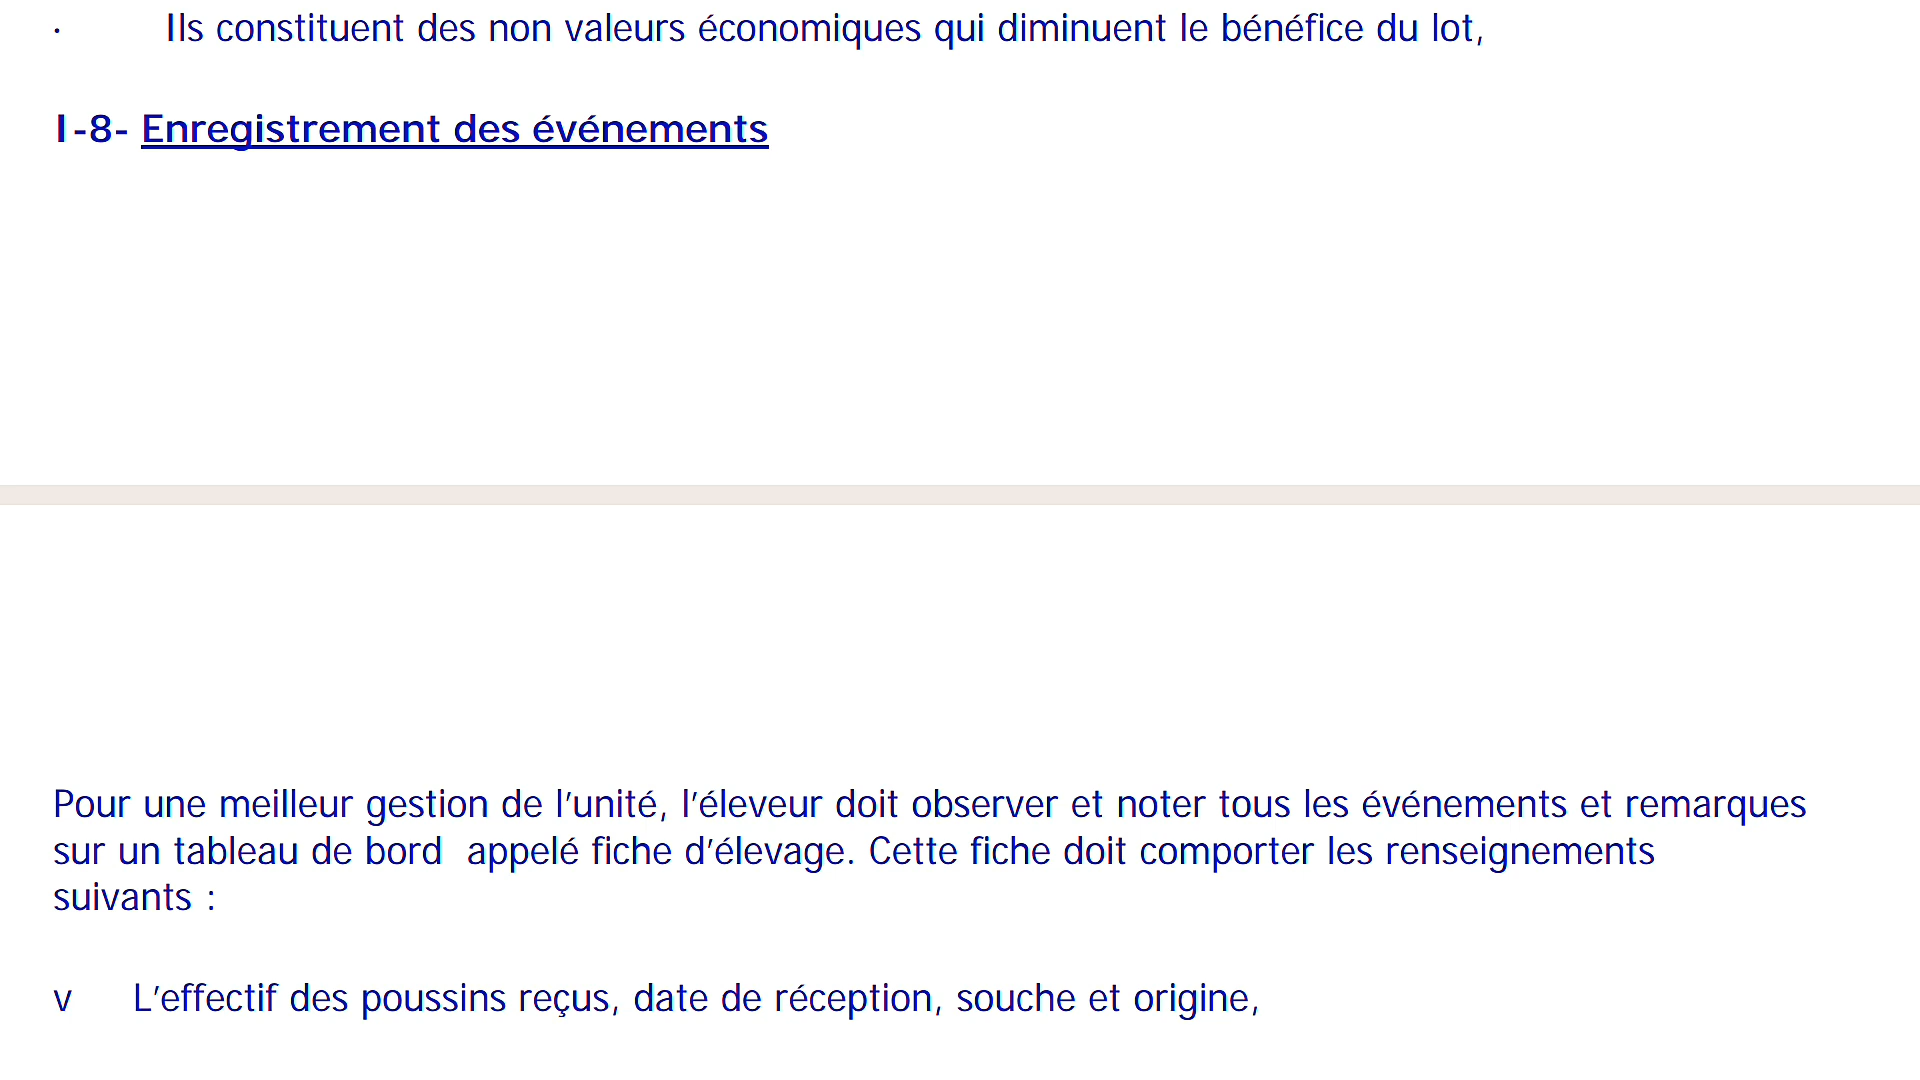 · Ils constituent des non valeurs économiques qui diminuent le bénéfice du lot,
I-8- Enregistrement des événements
Pour une meilleur gestion de l’unité, l’éleveur doit observer et noter tous les événements et remarques
sur un tableau de bord  appelé fiche d’élevage. Cette fiche doit comporter les renseignements
suivants :
v L’effectif des poussins reçus, date de réception, souche et origine,